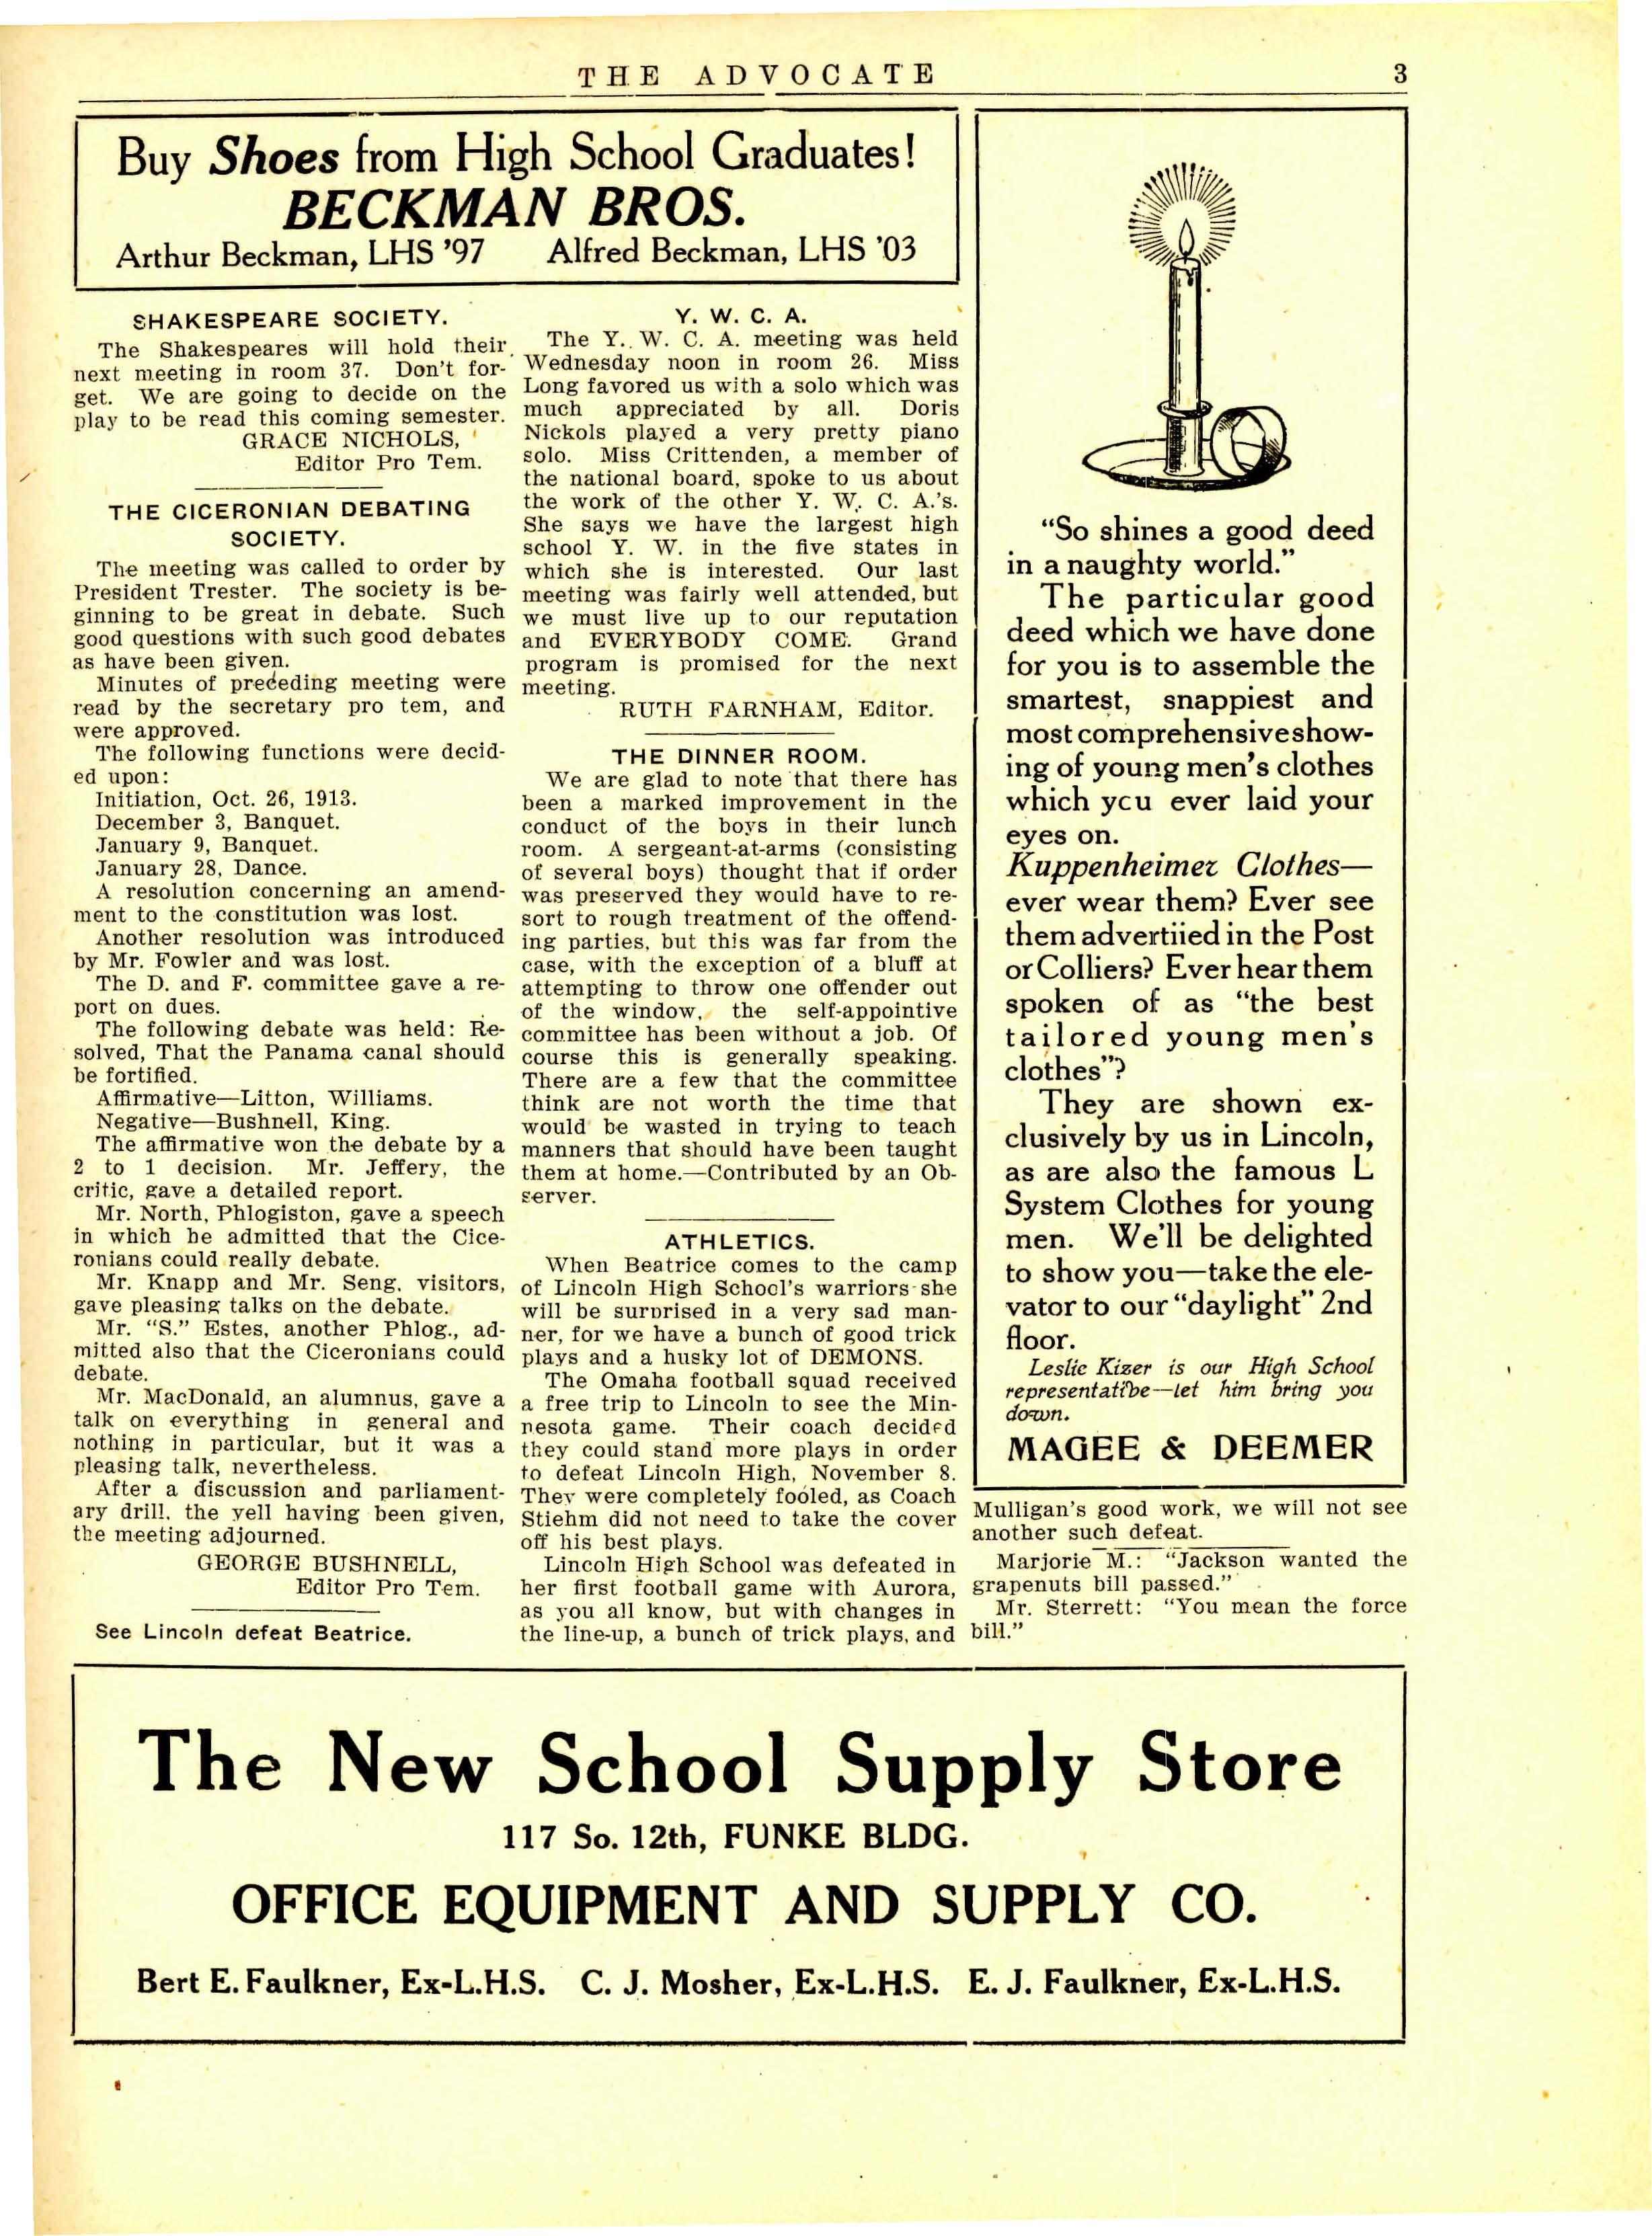 THE ADVOCATE
3
Buy Shoes from High School Graduates!
BECKMAN BROS.
Arthur Beckman, LHS '97 Alfred Beckman, LHS '03
SHAKESPEARE SOCIETY.
The Shakespeares will hold their
next meeting in room 37. Don't for-
get. We are going to decide on the
play to be read this coming semester.
GRACE NICHOLS,
Editor Pro Tem.
THE CICERONIAN DEBATING
SOCIETY.
The meeting was called to order by
President Trester. The society is be-
ginning to be great in debate. Such
good questions with such good debates
as have been given.
Minutes of preceding meeting were
read by the secretary pro tem, and
were approved.
The following functions were decid-
ed upon:
Initiation, Oct. 26, 1913.
December 3, Banquet.
January 9, Banquet.
January 28, Dance.
A resolution concerning an amend-
ment to the constitution was lost.
Another resolution was introduced
by Mr. Fowler and was lost.
The D. and F. committee gave a re-
port on dues.
The following debate was held: Re-
solved, That the Panama canal should
be fortified.
Affirmative—Litton, Williams.
Negative—Bushnell, King.
The affirmative won the debate by a
2 to 1 decision. Mr. Jeffery, the
critic, gave a detailed report.
Mr. North, Phlogiston, gave a speech
in which he admitted that the Cice-
ronians could really debate.
Mr. Knapp and Mr. Seng, visitors,
gave pleasing talks on the debate.
Mr. "S." Estes, another Phlog., ad-
mitted also that the Ciceronians could
debate.
Mr. MacDonald, an alumnus, gave a
talk on everything in general and
nothing in particular, but it was a
pleasing talk, nevertheless.
After a discussion and parliament-
ary drill, the yell having been given,
the meeting adjourned.
GEORGE BUSHNELL,
Editor Pro Tem.
See Lincoln defeat Beatrice.
Y. W. C. A.
The Y. W. C. A. meeting was held
Wednesday noon in room 26. Miss
Long favored us with a solo which was
much appreciated by all. Doris
Nickols played a very pretty piano
solo. Miss Crittenden, a member of
the national board, spoke to us about
the work of the other Y. W. C. A.'s.
She says we have the largest high
school Y. W. in the five states in
which she is interested. Our last
meeting was fairly well attended, but
we must live up to our reputation
and EVERYBODY COME. Grand
program is promised for the next
meeting.
RUTH FARNHAM, Editor.
THE DINNER ROOM.
We are glad to note that there has
been a marked improvement in the
conduct of the boys in their lunch
room. A sergeant-at-arms (consisting
of several boys) thought that if order
was preserved they would have to re-
sort to rough treatment of the offend-
ing parties, but this was far from the
case, with the exception of a bluff at
attempting to throw one offender out
of the window, the self-appointive
committee has been without a job. Of
course this is generally speaking.
There are a few that the committee
think are not worth the time that
would be wasted in trying to teach
manners that should have been taught
them at home.—Contributed by an Ob-
server.
ATHLETICS.
When Beatrice comes to the camp
of Lincoln High School's warriors she
will be surprised in a very sad man-
ner, for we have a bunch of good trick
plays and a husky lot of DEMONS.
The Omaha football squad received
a free trip to Lincoln to see the Min-
nesota game. Their coach decided
they could stand more plays in order
to defeat Lincoln High, November 8.
They were completely fooled, as Coach
Stiehm did not need to take the cover
off his best plays.
Lincoln High School was defeated in
her first football game with Aurora,
as you all know, but with changes in
the line-up, a bunch of trick plays, and
"So shines a good deed
in a naughty world."
The particular good
deed which we have done
for you is to assemble the
smartest, snappiest and
most comprehensive show-
ing of young men's clothes
which ycu ever laid your
eyes on.
Kuppenheimer Clothes—
ever wear them? Ever see
them advertiied in the Post
or Colliers? Ever hear them
spoken of as "the best
tailored young men's
clothes"?
They are shown ex-
clusively by us in Lincoln,
as are also the famous L
System Clothes for young
men. We'll be delighted
to show you—take the ele-
vator to our "daylight" 2nd
floor.
Leslie Kizer is our High School
representative—let him bring you
down.
MAGEE & DEEMER
Mulligan's good work, we will not see
another such defeat.
Marjorie M.: "Jackson wanted the
grapenuts bill passed."
Mr. Sterrett: "You mean the force
bill."
The New School Supply Store
117 So. 12th, FUNKE BLDG.
OFFICE EQUIPMENT AND SUPPLY CO.
Bert E. Faulkner, Ex-L.H.S. C. J. Mosher, Ex-L.H.S. E. J. Faulkner, Ex-L.H.S.